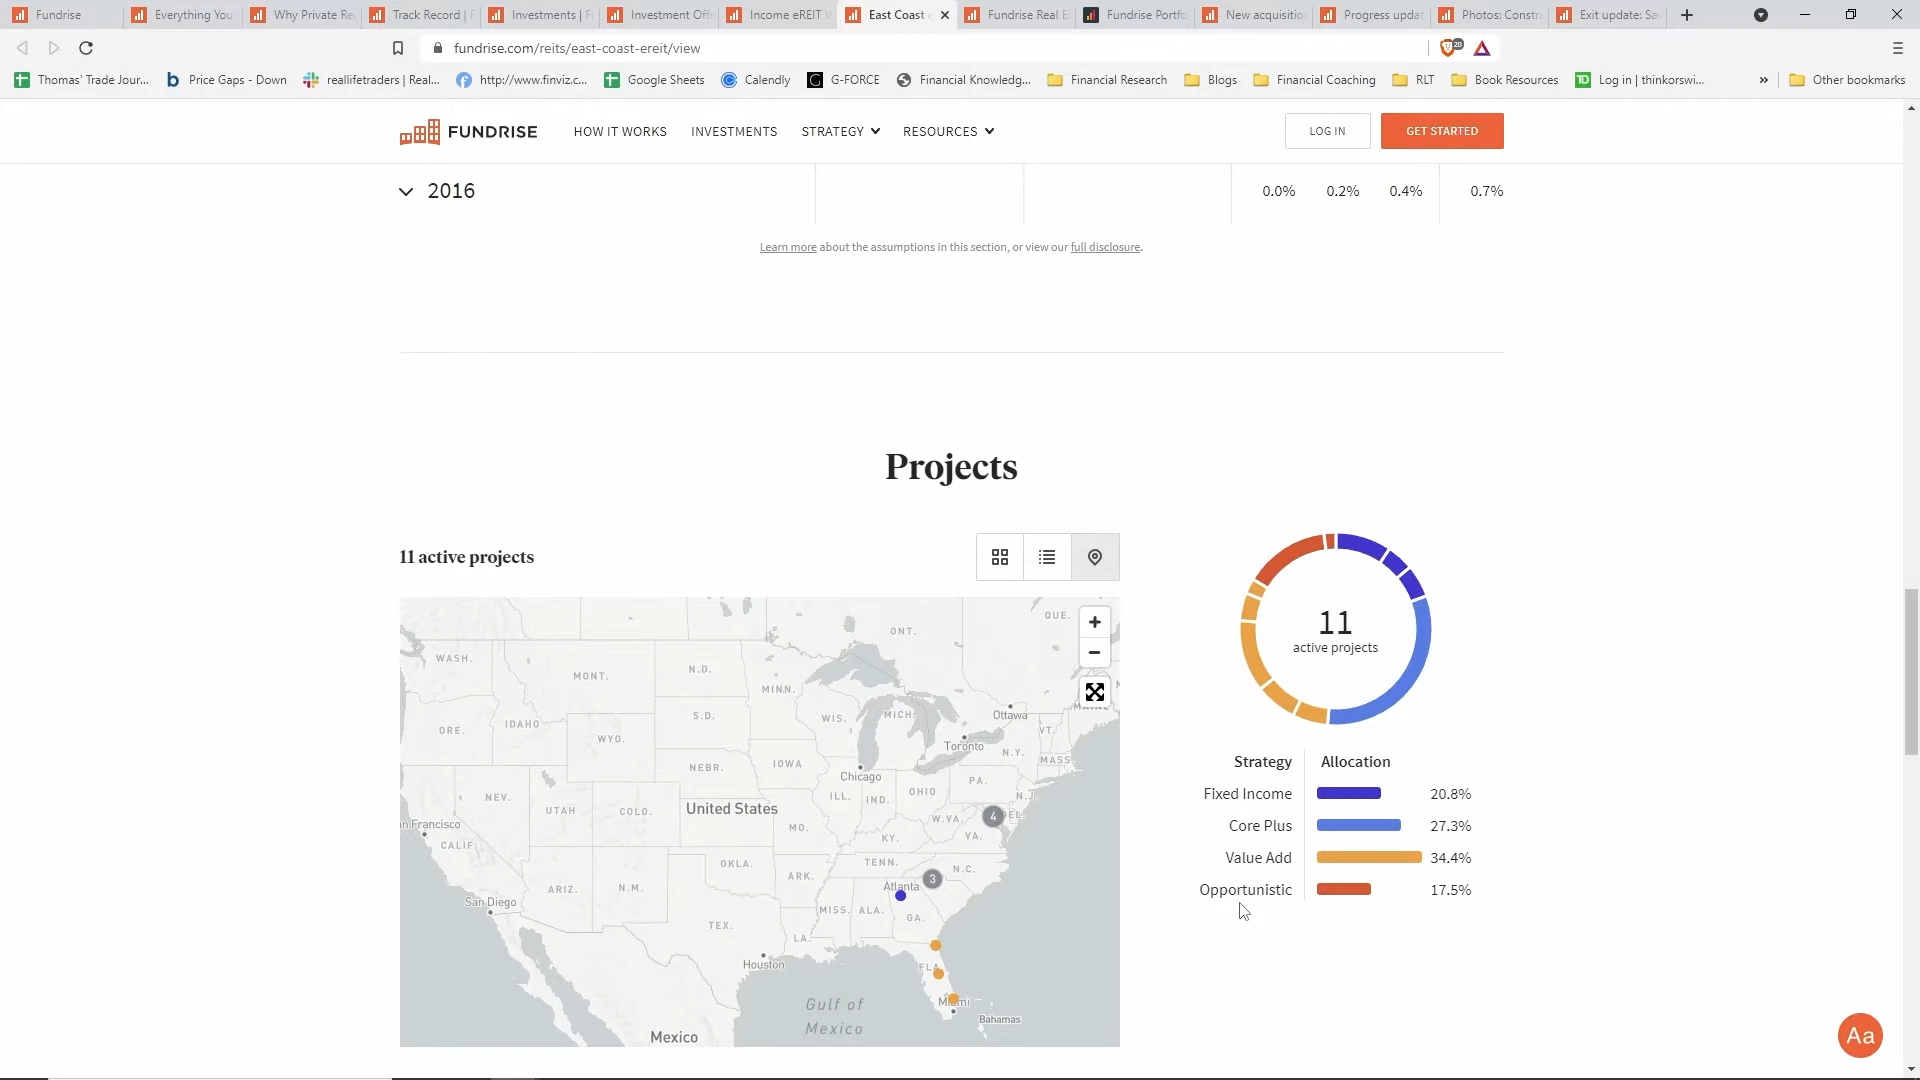 Fundrise
Everything You'
Why Private Re
Track Record | F
Investments | Fu
Investment Off
Income eREIT V
East Coast e
Fundrise Real E
Fundrise Portfo
New acquisitio
Progress updat
Photos: Constr
Exit update: Sa
fundrise.com/reits/east-coast-ereit/view
20
Thomas' Trade Jour...
Price Gaps - Down
reallifetraders | Real...
http://www.finviz.c...
Google Sheets
Calendly
G-FORCE
Financial Knowledg...
Financial Research
Blogs
Financial Coaching
RLT
Book Resources
Log in | thinkorswi...
»
Other bookmarks
FUNDRISE
HOW IT WORKS
INVESTMENTS
STRATEGY
RESOURCES
LOG IN
GET STARTED
2016
0.0% 0.2% 0.4% 0.7%
Learn more about the assumptions in this section, or view our full disclosure.
Projects
11 active projects
11
active projects
Strategy Allocation
Fixed Income 20.8%
Core Plus 27.3%
Value Add 34.4%
Opportunistic 17.5%
QUE.
ONT.
WASH.
MONT.
N.D.
MINN.
Ottawa
ORE.
IDAHO
S.D.
WIS.
MICH.
VT.
WYO.
Toronto
N.Y.
MASS.
NEBR.
IOWA
Chicago
PA.
NEV.
UTAH
COLO.
United States
ILL.
IND.
OHIO
N.J.
n Francisco
MO.
W.VA.
4
DEL.
CALIF.
KY.
VA.
OKLA.
TENN.
N.C.
ARIZ.
N.M.
ARK.
Atlanta
3
San Diego
MISS.
ALA.
GA.
TEX.
LA.
Houston
FLA.
Gulf of
Mexico
Miami
Bahamas
Mexico
Aa